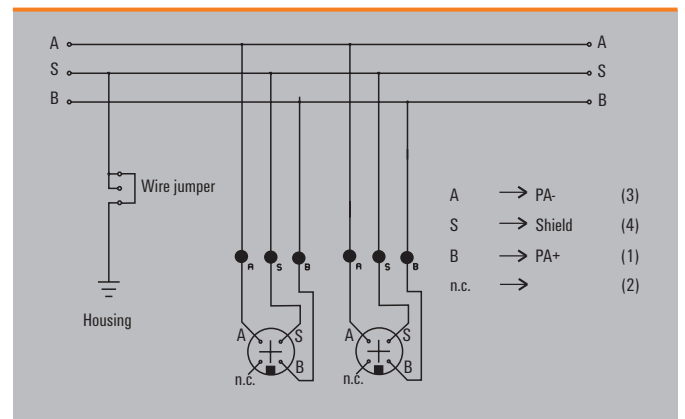 A A
S S
B B
Wire jumper
A → PA- (3)
S → Shield (4)
B → PA+ (1)
n.c. → (2)
A S B A S B
Housing
A S A S
n.c. B n.c. B